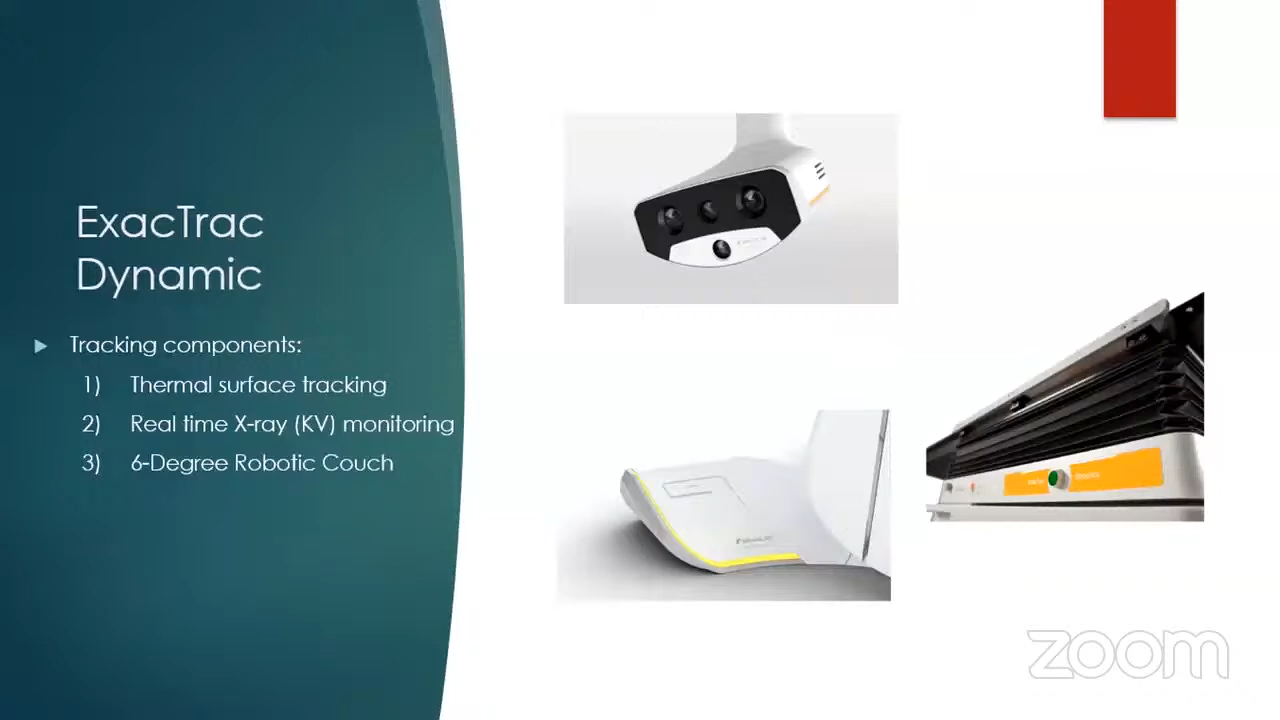 ExacTrac
Dynamic
Tracking components:
1) Thermal surface tracking
2) Real time X-ray (KV) monitoring
3) 6-Degree Robotic Couch
zoom